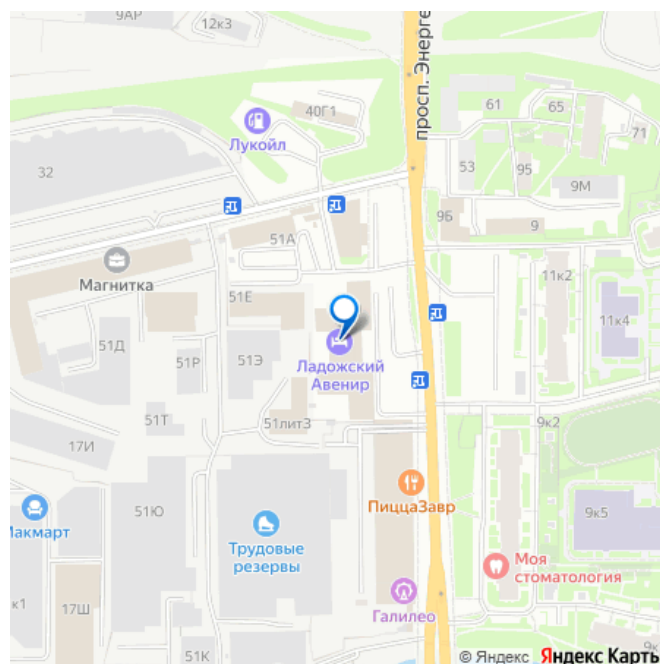 9АР
12к3
просп. Энерге
40Г1
Лукойл
61
65
71
53
95
32
9М
9Б
9
51А
Магнитка
51Е
11к2
11к4
51Д
51Р
51Э
Ладожский
Авенир
51Т
51лит3
9к2
17И
51Ю
ПиццаЗавр
Макмарт
Трудовые
резервы
9к5
Моя
стоматология
Галилео
к1
17Ш
51К
9к
© Яндекс Яндекс Карты